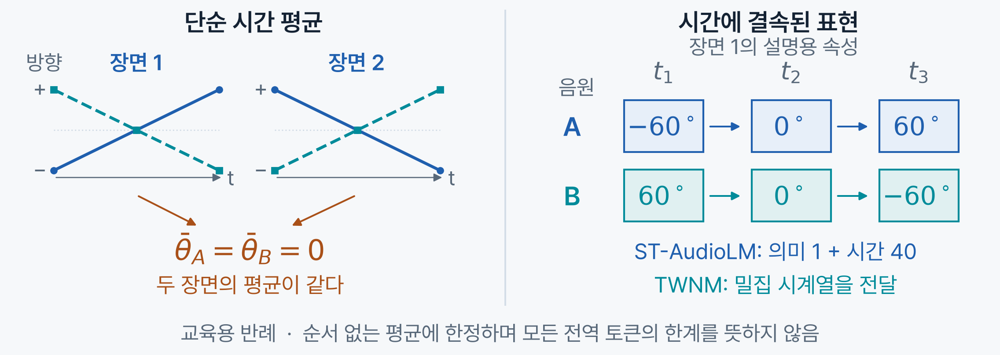 단순 시간 평균
방향
장면 1
장면 2
+
−
t
+
−
t
θ̄_A = θ̄_B = 0
두 장면의 평균이 같다
시간에 결속된 표현
장면 1의 설명용 속성
음원
t₁ t₂ t₃
A −60° 0° 60°
B 60° 0° −60°
ST-AudioLM: 의미 1 + 시간 40
TWNM: 밀집 시계열을 전달
교육용 반례 · 순서 없는 평균에 한정하며 모든 전역 토큰의 한계를 뜻하지 않음